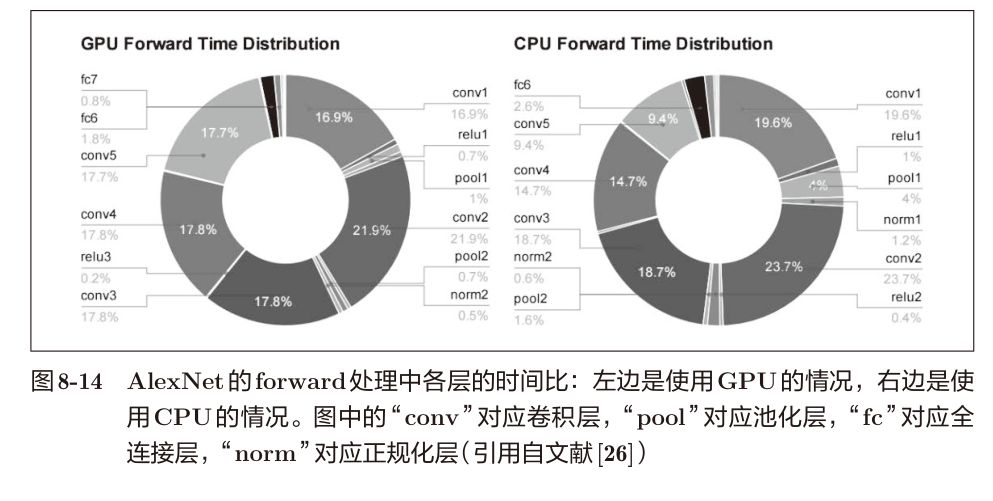 GPU Forward Time Distribution
fc7
0.8%
fc6
1.8%
conv5
17.7%
conv4
17.8%
relu3
0.2%
conv3
17.8%
16.9%
21.9%
17.8%
17.8%
17.7%
conv1
16.9%
relu1
0.7%
pool1
1%
conv2
21.9%
pool2
0.7%
norm2
0.5%
CPU Forward Time Distribution
fc6
2.6%
conv5
9.4%
conv4
14.7%
conv3
18.7%
norm2
0.6%
pool2
1.6%
19.6%
4%
23.7%
18.7%
14.7%
9.4%
conv1
19.6%
relu1
1%
pool1
4%
norm1
1.2%
conv2
23.7%
relu2
0.4%
图8-14 AlexNet的forward处理中各层的时间比：左边是使用GPU的情况，右边是使
用CPU的情况。图中的“conv”对应卷积层，“pool”对应池化层，“fc”对应全
连接层，“norm”对应正规化层（引用自文献[26]）